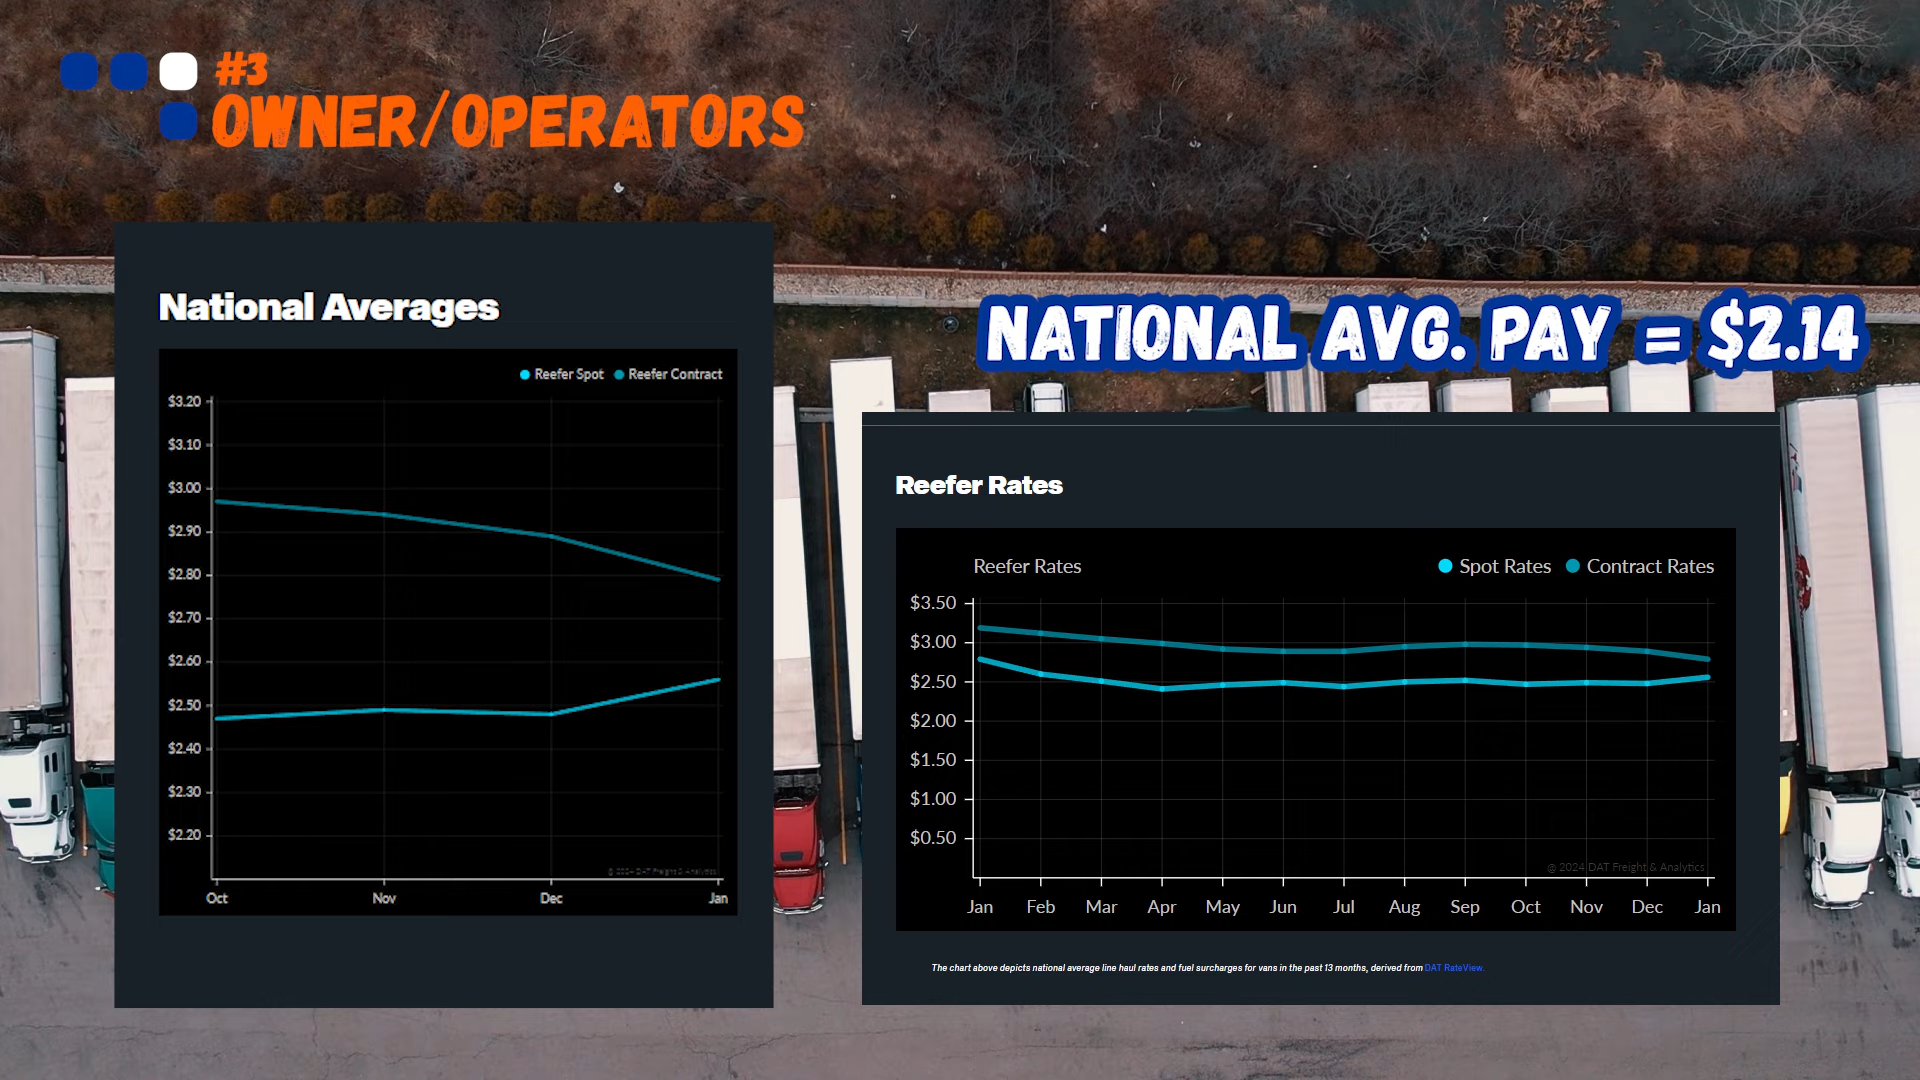 #3
OWNER/OPERATORS
National Averages
Reefer Spot Reefer Contract
$3.20
$3.10
$3.00
$2.90
$2.80
$2.70
$2.60
$2.50
$2.40
$2.30
$2.20
© 2024 DAT Freight & Analytics
Oct Nov Dec Jan
NATIONAL AVG. PAY = $2.14
Reefer Rates
Reefer Rates Spot Rates Contract Rates
$3.50
$3.00
$2.50
$2.00
$1.50
$1.00
$0.50
© 2024 DAT Freight & Analytics
Jan Feb Mar Apr May Jun Jul Aug Sep Oct Nov Dec Jan
The chart above depicts national average line haul rates and fuel surcharges for vans in the past 13 months, derived from DAT RateView.